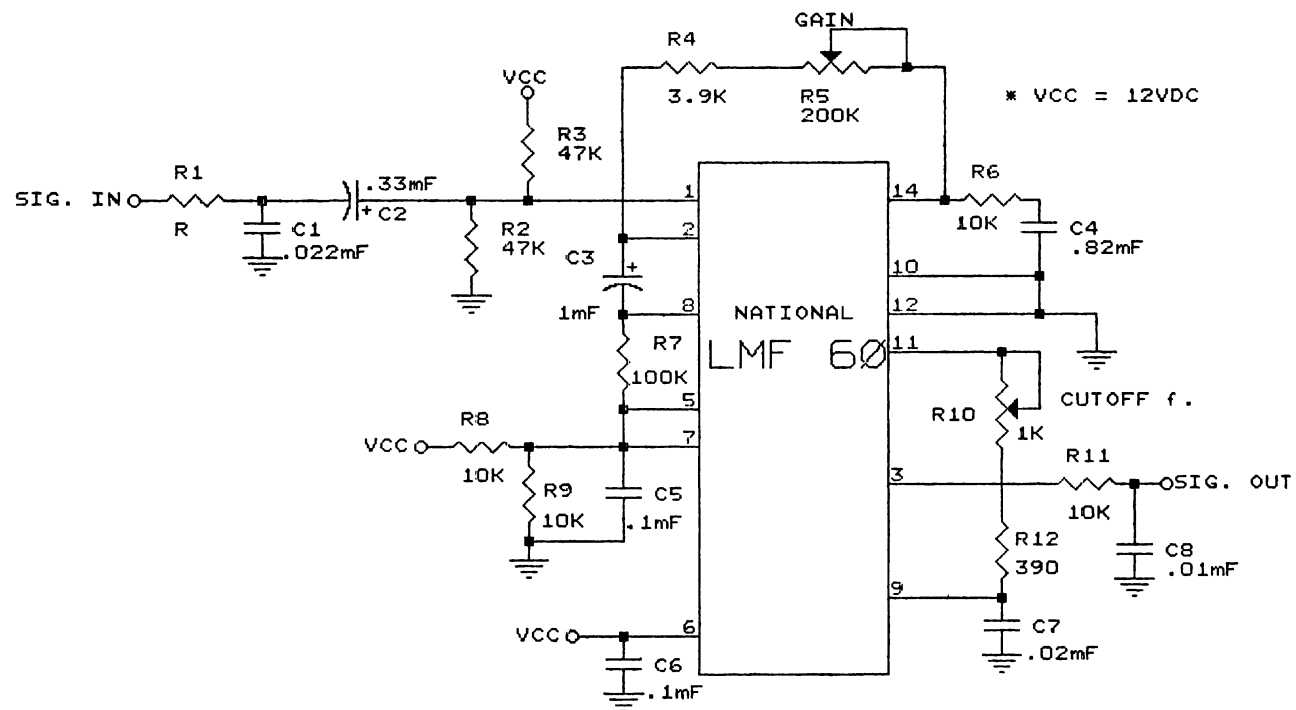 GAIN
R4
3.9K
R5
200K
* VCC = 12VDC
VCC
R3
47K
R1
SIG. IN
R
.33mF
+ C2
C1
.022mF
R2
47K
1
2
C3
+
1mF
8
R7
100K
5
7
R8
VCC
10K
R9
10K
C5
.1mF
VCC
6
C6
.1mF
NATIONAL
LMF 60
14
R6
10K
C4
.82mF
10
12
11
R10
1K
CUTOFF f.
3
R11
10K
SIG. OUT
C8
.01mF
R12
390
9
C7
.02mF